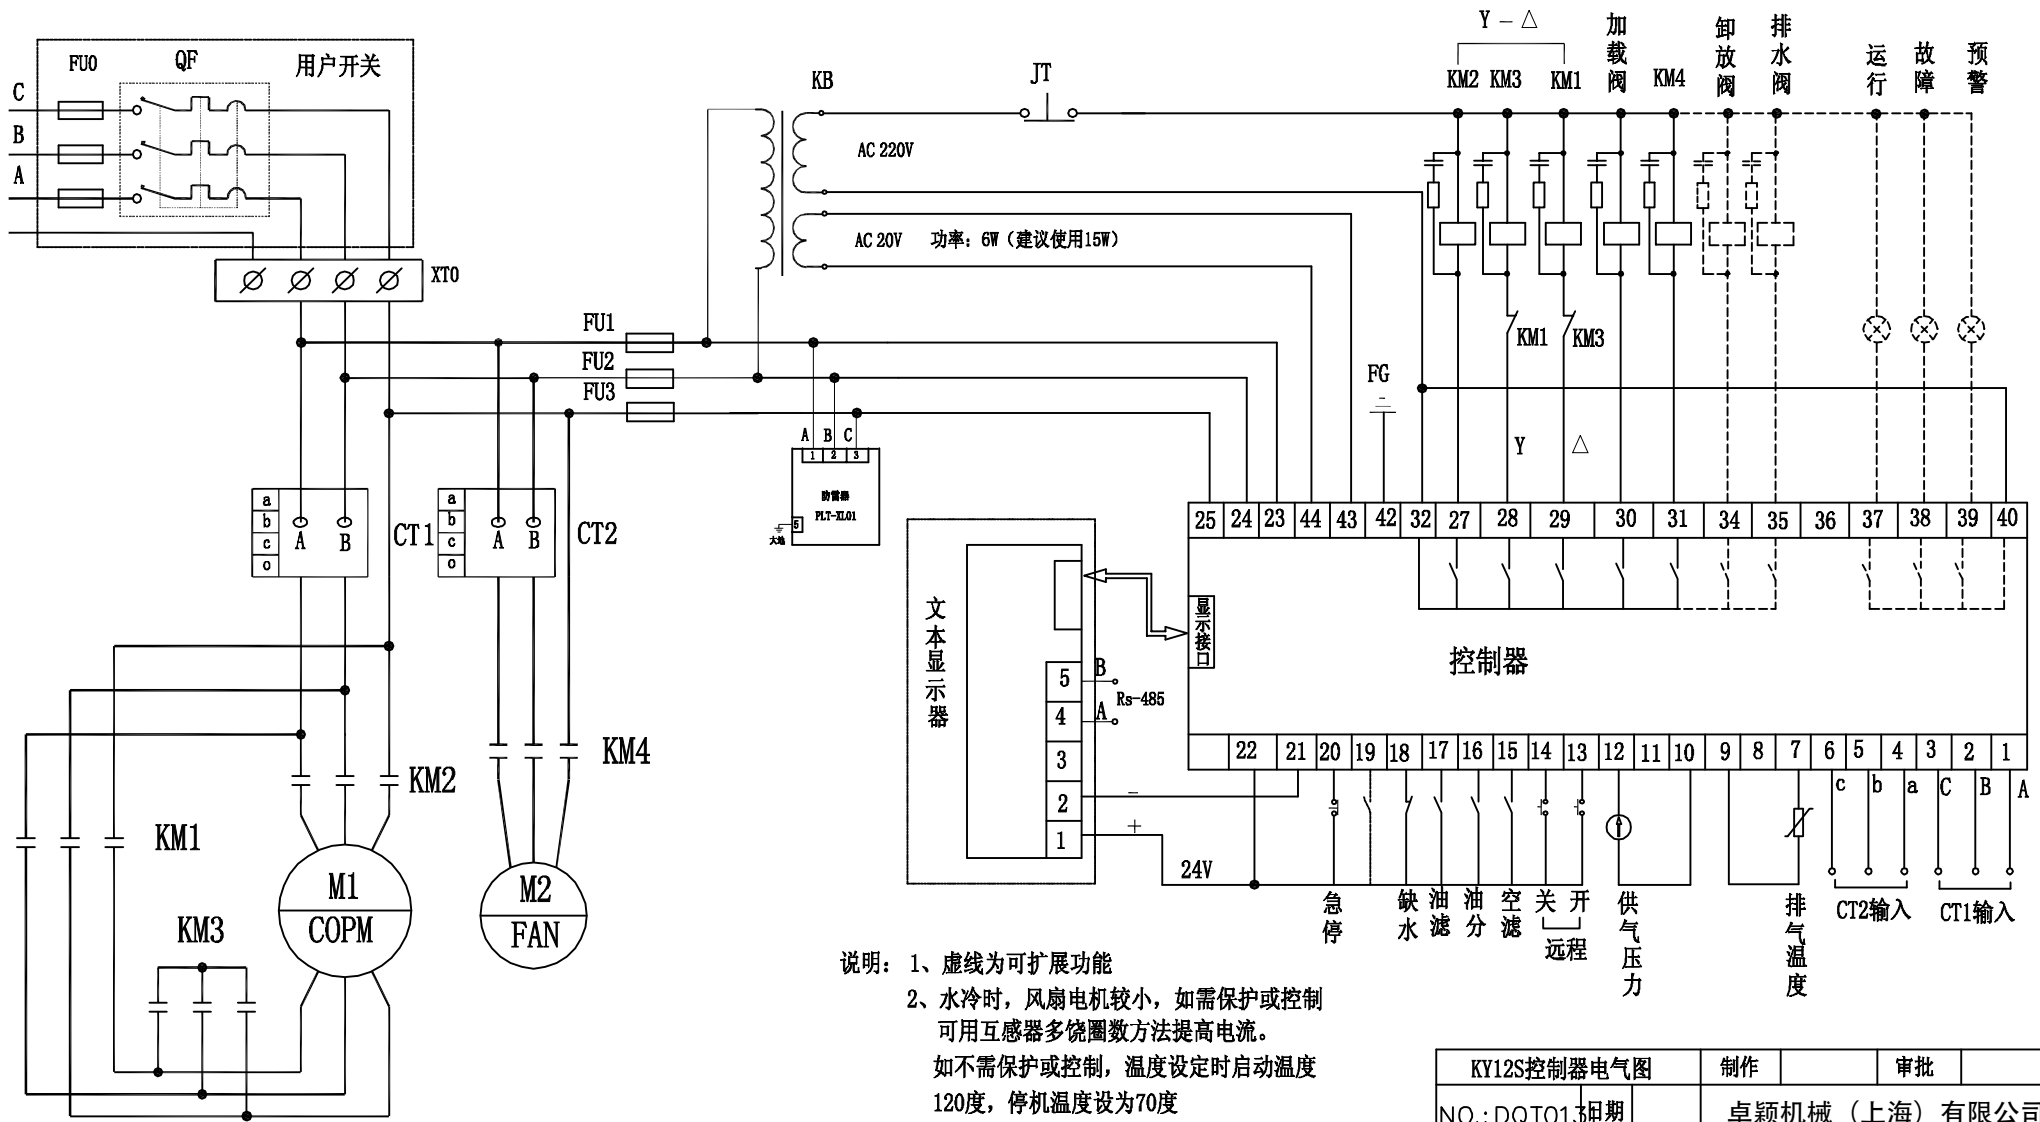 FU0 QF 用户开关
C
B
A
XT0
FU1
FU2
FU3
KB
JT
AC 220V
AC 20V 功率：6W（建议使用15W）
Y - △
KM2 KM3 KM1 加载阀 KM4 卸放阀 排水阀 运行 故障 预警
KM1 KM3
FG
Y △
A B C
1 2 3
防雷器
PLT-XL01
5
大地
a
b
c
o
A B
CT1
a
b
c
o
A B
CT2
25 24 23 44 43 42 32 27 28 29 30 31 34 35 36 37 38 39 40
显示接口
控制器
文本显示器
5 B
4 A
Rs-485
3
2 -
1 +
24V
22 21 20 19 18 17 16 15 14 13 12 11 10 9 8 7 6 5 4 3 2 1
c b a C B A
急停 缺水 油滤 油分 空滤 关 开 供气压力 排气温度
远程
CT2输入 CT1输入
KM4
KM2
KM1
KM3
M1
COPM
M2
FAN
说明：1、虚线为可扩展功能
2、水冷时，风扇电机较小，如需保护或控制
可用互感器多饶圈数方法提高电流。
如不需保护或控制，温度设定时启动温度
120度，停机温度设为70度
KY12S控制器电气图 制作 审批
NO.:DQT013 日期 卓颖机械（上海）有限公司